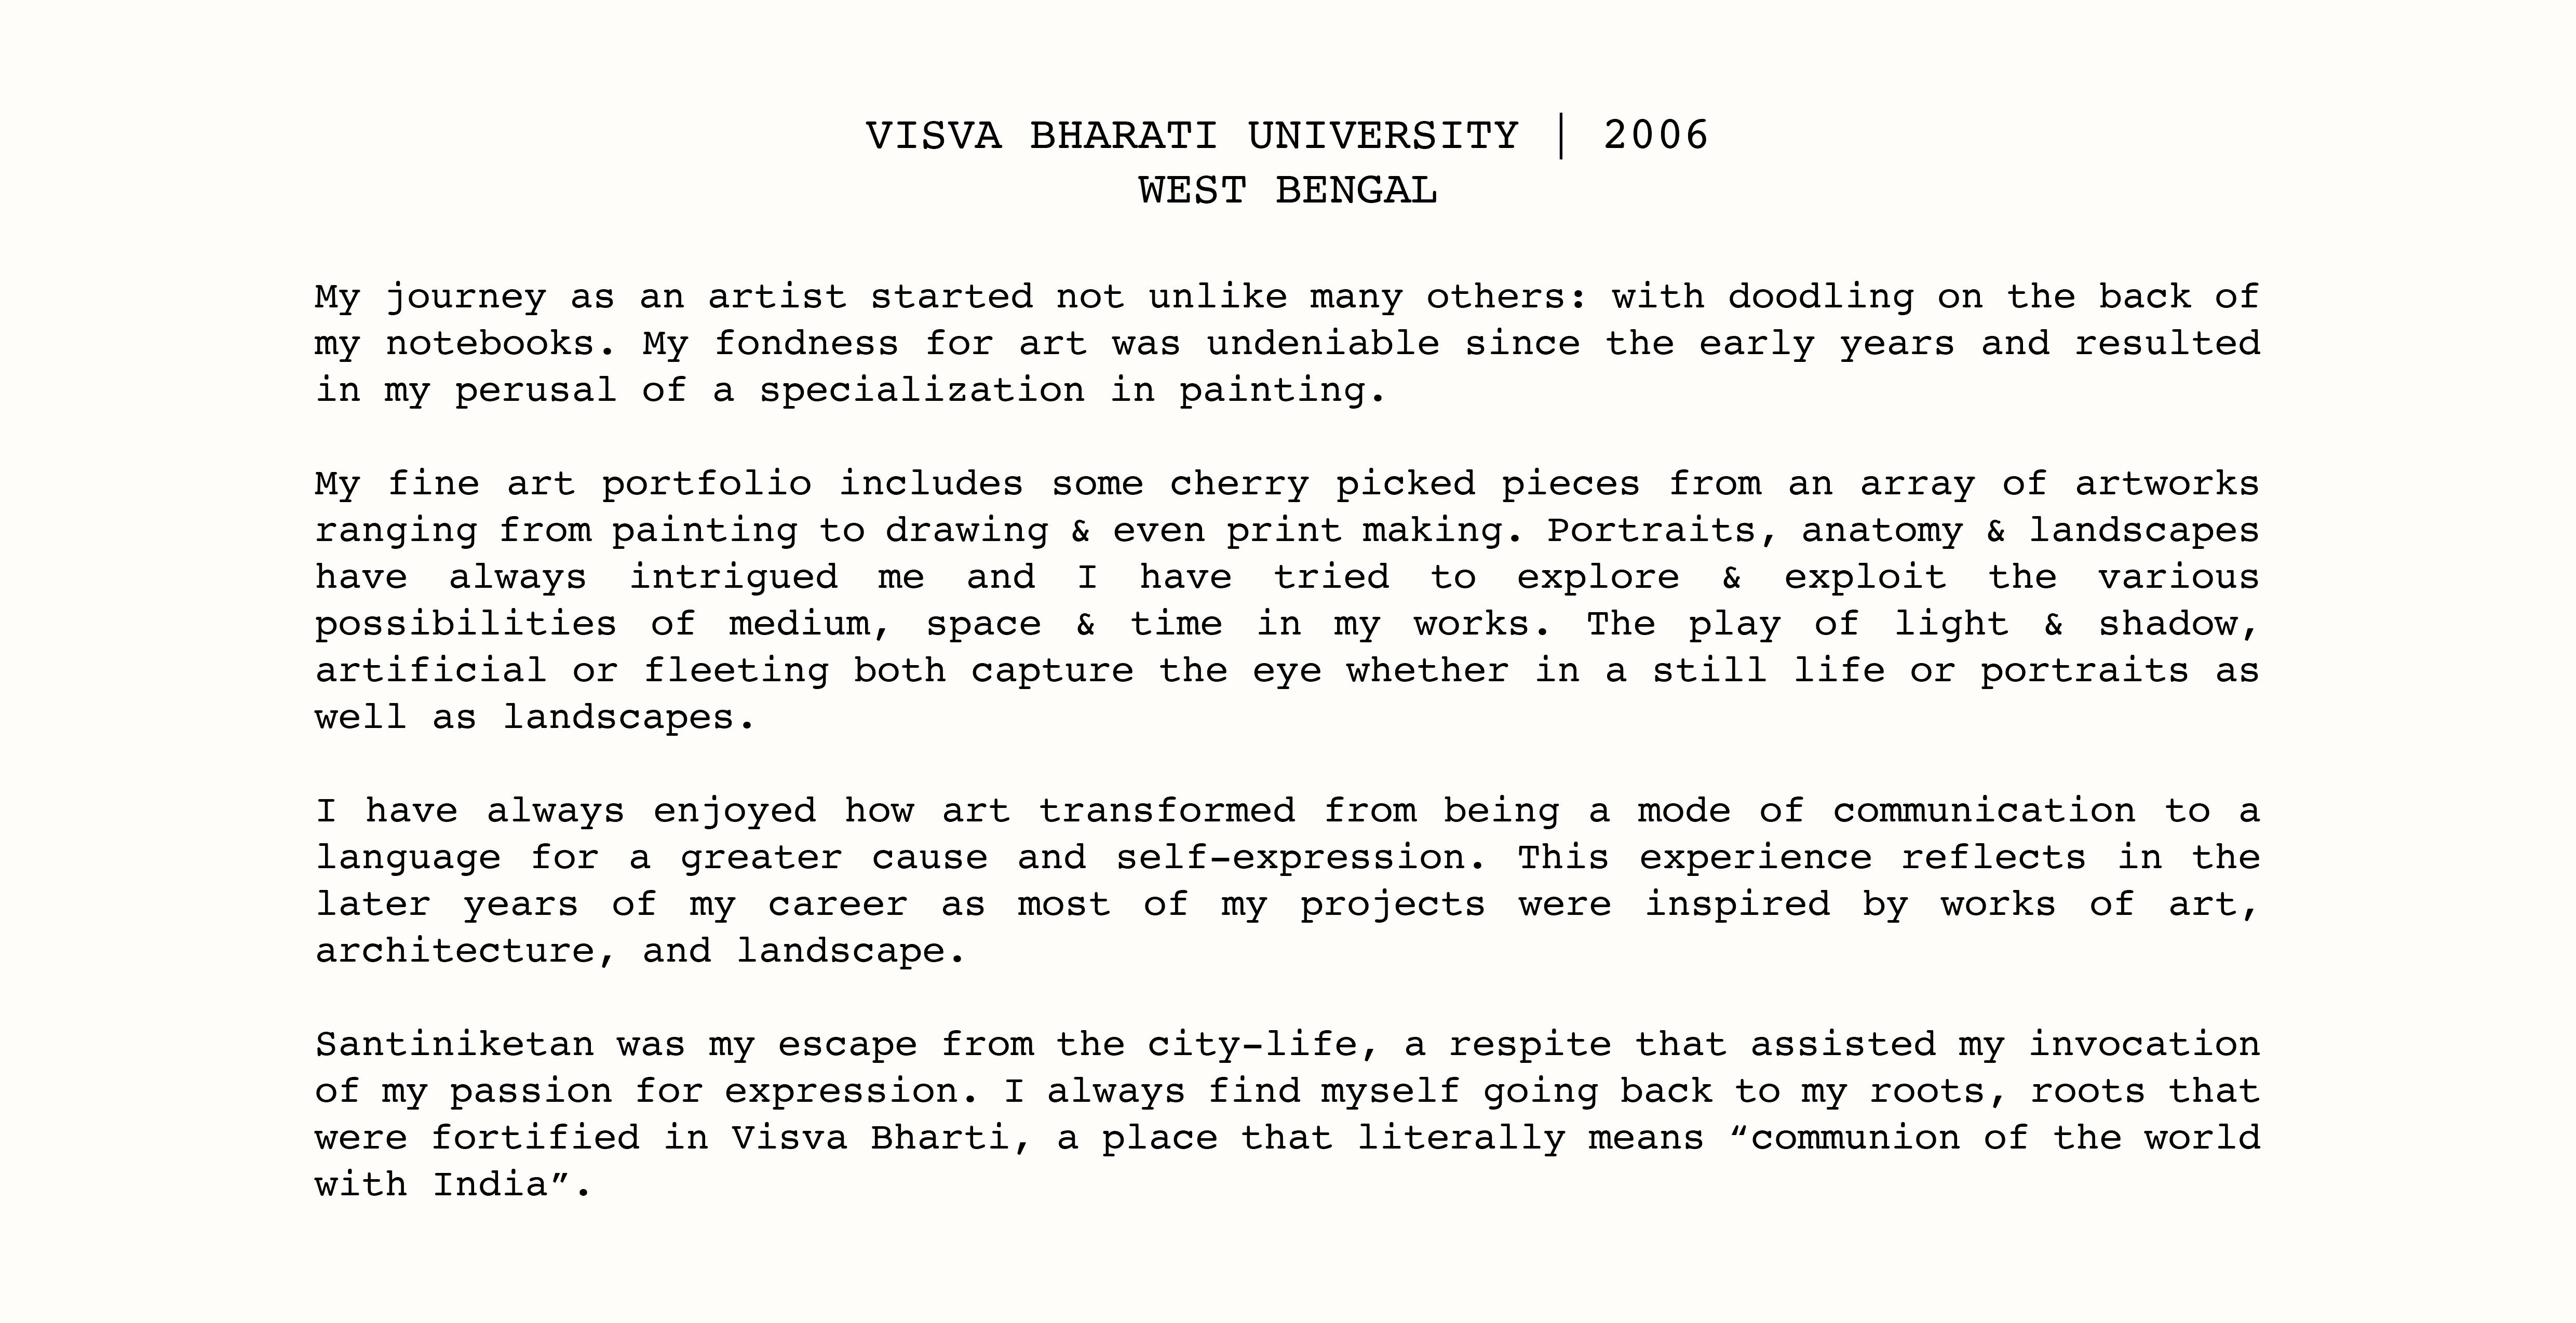 VISVA BHARATI UNIVERSITY | 2006
WEST BENGAL
My journey as an artist started not unlike many others: with doodling on the back of
my notebooks. My fondness for art was undeniable since the early years and resulted
in my perusal of a specialization in painting.
My fine art portfolio includes some cherry picked pieces from an array of artworks
ranging from painting to drawing & even print making. Portraits, anatomy & landscapes
have always intrigued me and I have tried to explore & exploit the various
possibilities of medium, space & time in my works. The play of light & shadow,
artificial or fleeting both capture the eye whether in a still life or portraits as
well as landscapes.
I have always enjoyed how art transformed from being a mode of communication to a
language for a greater cause and self-expression. This experience reflects in the
later years of my career as most of my projects were inspired by works of art,
architecture, and landscape.
Santiniketan was my escape from the city-life, a respite that assisted my invocation
of my passion for expression. I always find myself going back to my roots, roots that
were fortified in Visva Bharti, a place that literally means “communion of the world
with India”.